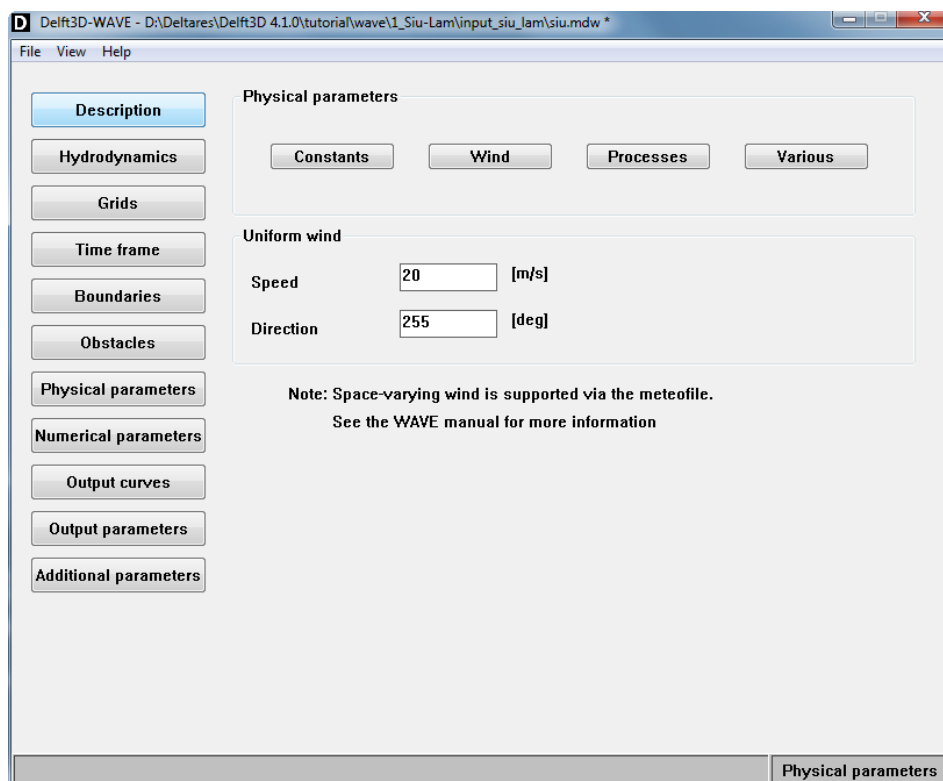 D Delft3D-WAVE - D:\Deltares\Delft3D 4.1.0\tutorial\wave\1_Siu-Lam\input_siu_lam\siu.mdw *
File View Help
Description
Hydrodynamics
Grids
Time frame
Boundaries
Obstacles
Physical parameters
Numerical parameters
Output curves
Output parameters
Additional parameters
Physical parameters
Constants Wind Processes Various
Uniform wind
Speed 20 [m/s]
Direction 255 [deg]
Note: Space-varying wind is supported via the meteofile.
See the WAVE manual for more information
Physical parameters